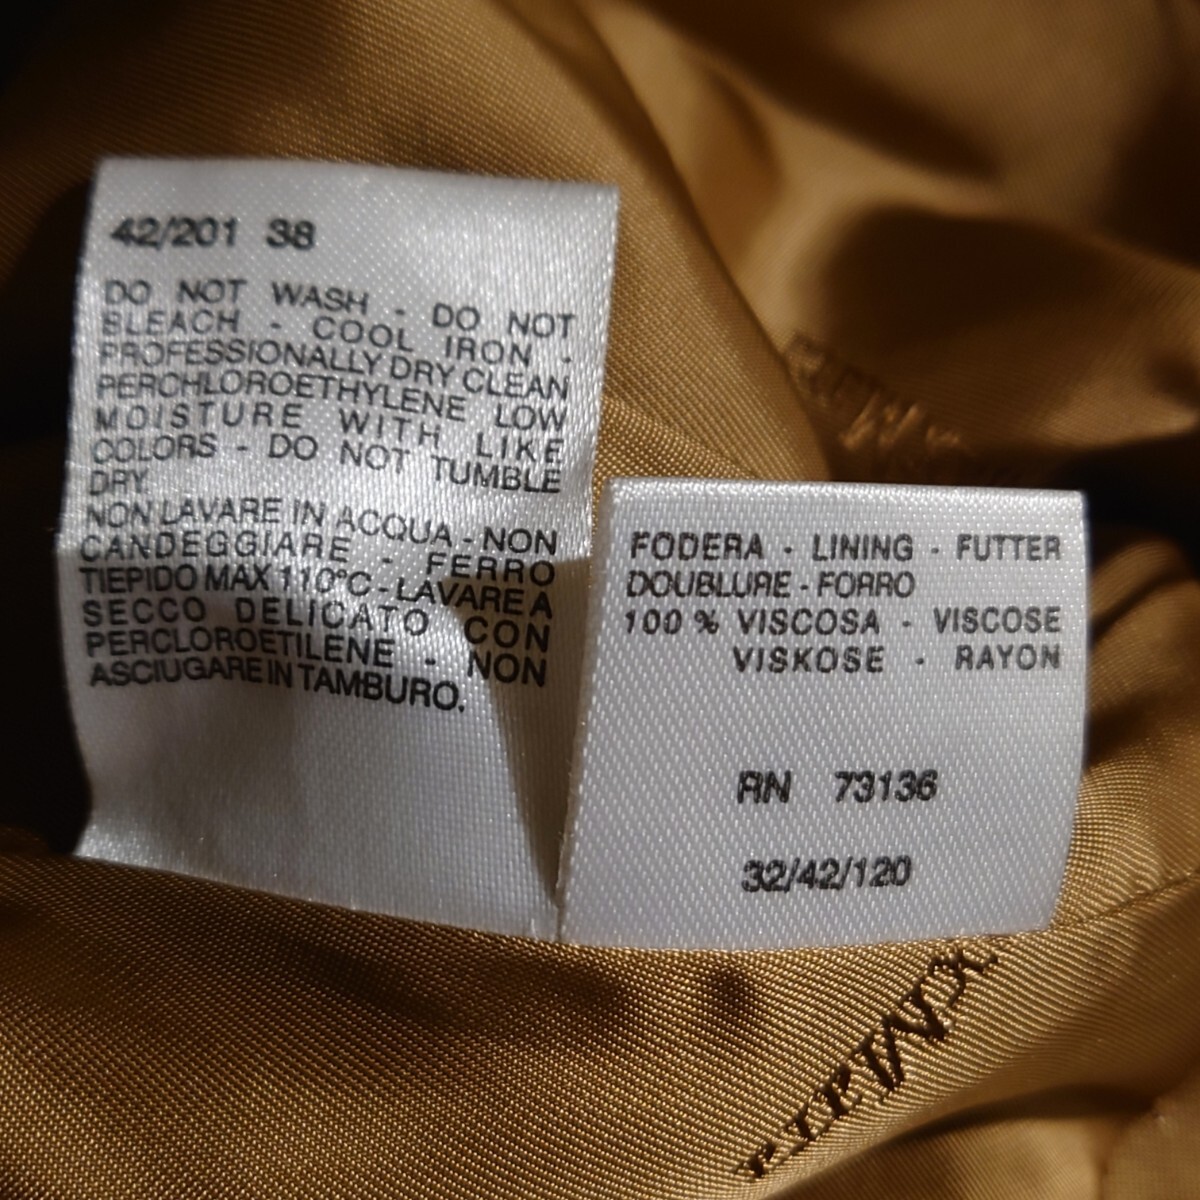 42/201 38
DO NOT WASH - DO NOT
BLEACH - COOL IRON -
PROFESSIONALLY DRY CLEAN
PERCHLOROETHYLENE LOW
MOISTURE WITH LIKE
COLORS - DO NOT TUMBLE
DRY
NON LAVARE IN ACQUA - NON
CANDEGGIARE - FERRO
TIEPIDO MAX 110°C - LAVARE A
SECCO DELICATO CON
PERCLOROETILENE - NON
ASCIUGARE IN TAMBURO.
FODERA - LINING - FUTTER
DOUBLURE - FORRO
100 % VISCOSA - VISCOSE
VISKOSE - RAYON
RN 73136
32/42/120